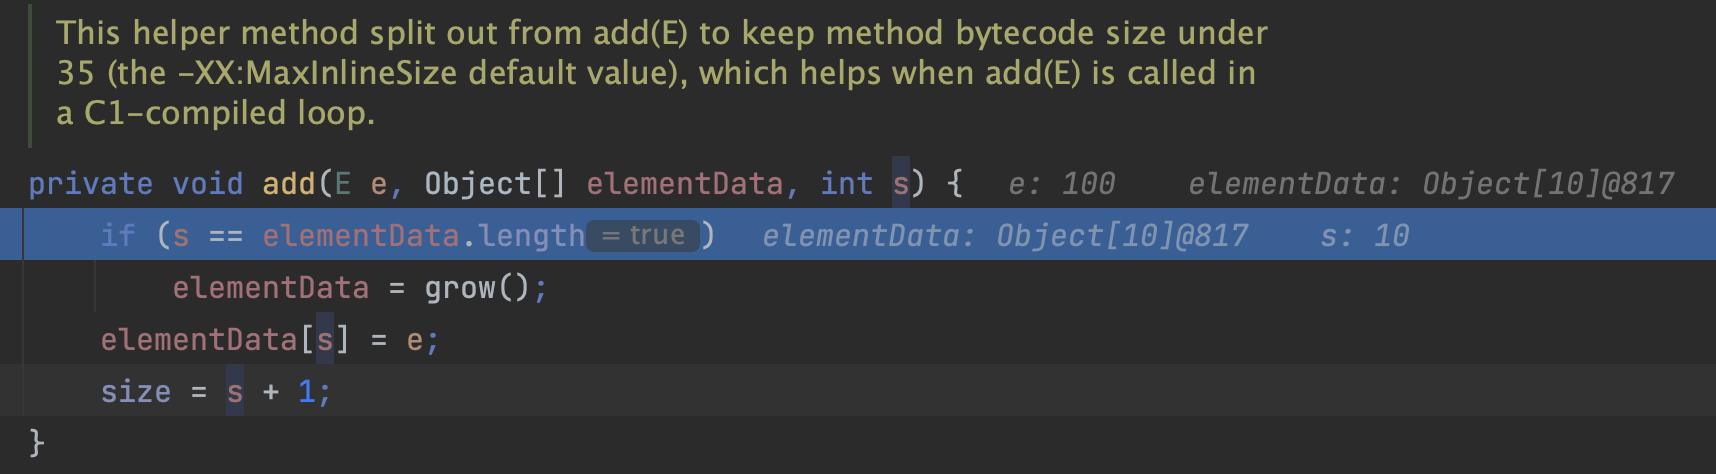 This helper method split out from add(E) to keep method bytecode size under
35 (the -XX:MaxInlineSize default value), which helps when add(E) is called in
a C1-compiled loop.
private void add(E e, Object[] elementData, int s) { e: 100 elementData: Object[10]@817
if (s == elementData.length = true ) elementData: Object[10]@817 s: 10
elementData = grow();
elementData[s] = e;
size = s + 1;
}